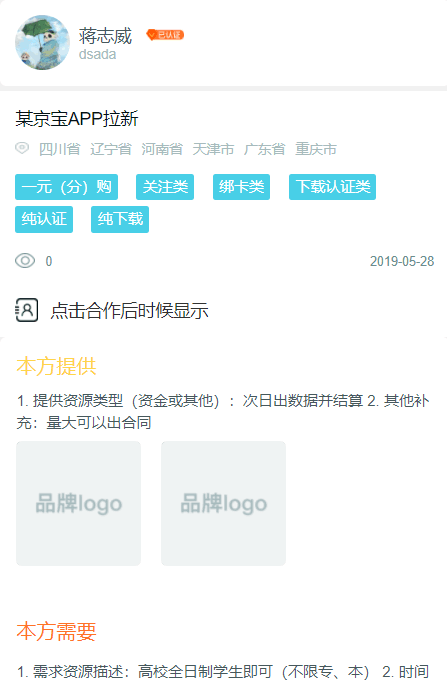 蒋志威 已认证
dsada
某京宝APP拉新
四川省 辽宁省 河南省 天津市 广东省 重庆市
一元（分）购 关注类 绑卡类 下载认证类
纯认证 纯下载
0 2019-05-28
点击合作后时候显示
本方提供
1. 提供资源类型（资金或其他）：次日出数据并结算 2. 其他补
充：量大可以出合同
品牌logo 品牌logo
本方需要
1. 需求资源描述：高校全日制学生即可（不限专、本） 2. 时间